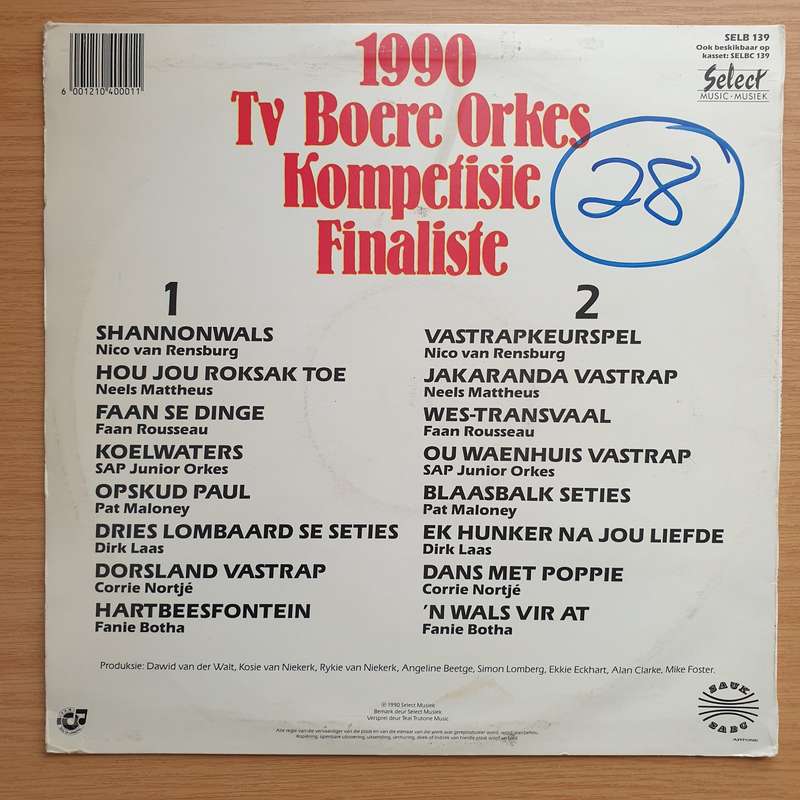 6 001210 400011
SELB 139
Ook beskikbaar op
kasset: SELBC 139
Select
MUSIC • MUSIEK
1990
Tv Boere Orkes
Kompetisie
Finaliste
28
1
SHANNONWALS
Nico van Rensburg
HOU JOU ROKSAK TOE
Neels Mattheus
FAAN SE DINGE
Faan Rousseau
KOELWATERS
SAP Junior Orkes
OPSKUD PAUL
Pat Maloney
DRIES LOMBAARD SE SETIES
Dirk Laas
DORSLAND VASTRAP
Corrie Nortjé
HARTBEESFONTEIN
Fanie Botha
2
VASTRAPKEURSPEL
Nico van Rensburg
JAKARANDA VASTRAP
Neels Mattheus
WES-TRANSVAAL
Faan Rousseau
OU WAENHUIS VASTRAP
SAP Junior Orkes
BLAASBALK SETIES
Pat Maloney
EK HUNKER NA JOU LIEFDE
Dirk Laas
DANS MET POPPIE
Corrie Nortjé
'N WALS VIR AT
Fanie Botha
Produksie: Dawid van der Walt, Kosie van Niekerk, Rykie van Niekerk, Angeline Beetge, Simon Lomberg, Ekkie Eckhart, Alan Clarke, Mike Foster.
℗ 1990 Select Musiek
Bemark deur Select Musiek
Versprei deur Teal Trutone Music
SAUK
SABC